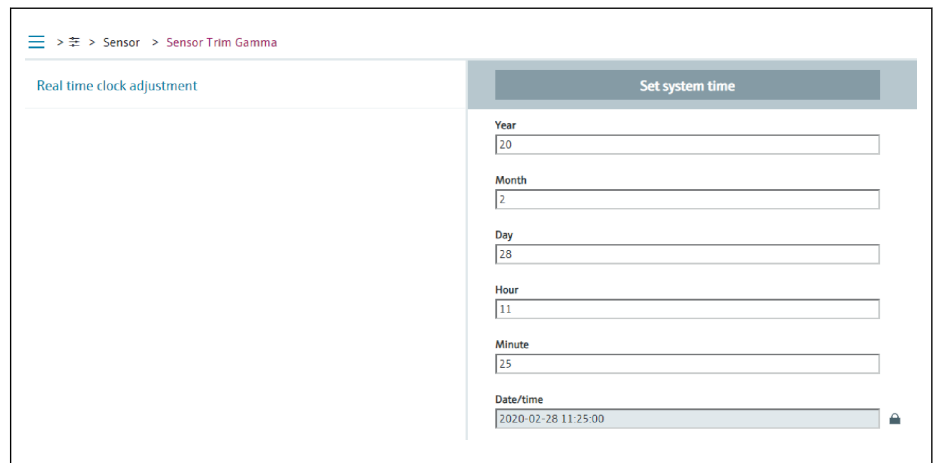 > > Sensor > Sensor Trim Gamma
Real time clock adjustment
Set system time
Year
20
Month
2
Day
28
Hour
11
Minute
25
Date/time
2020-02-28 11:25:00